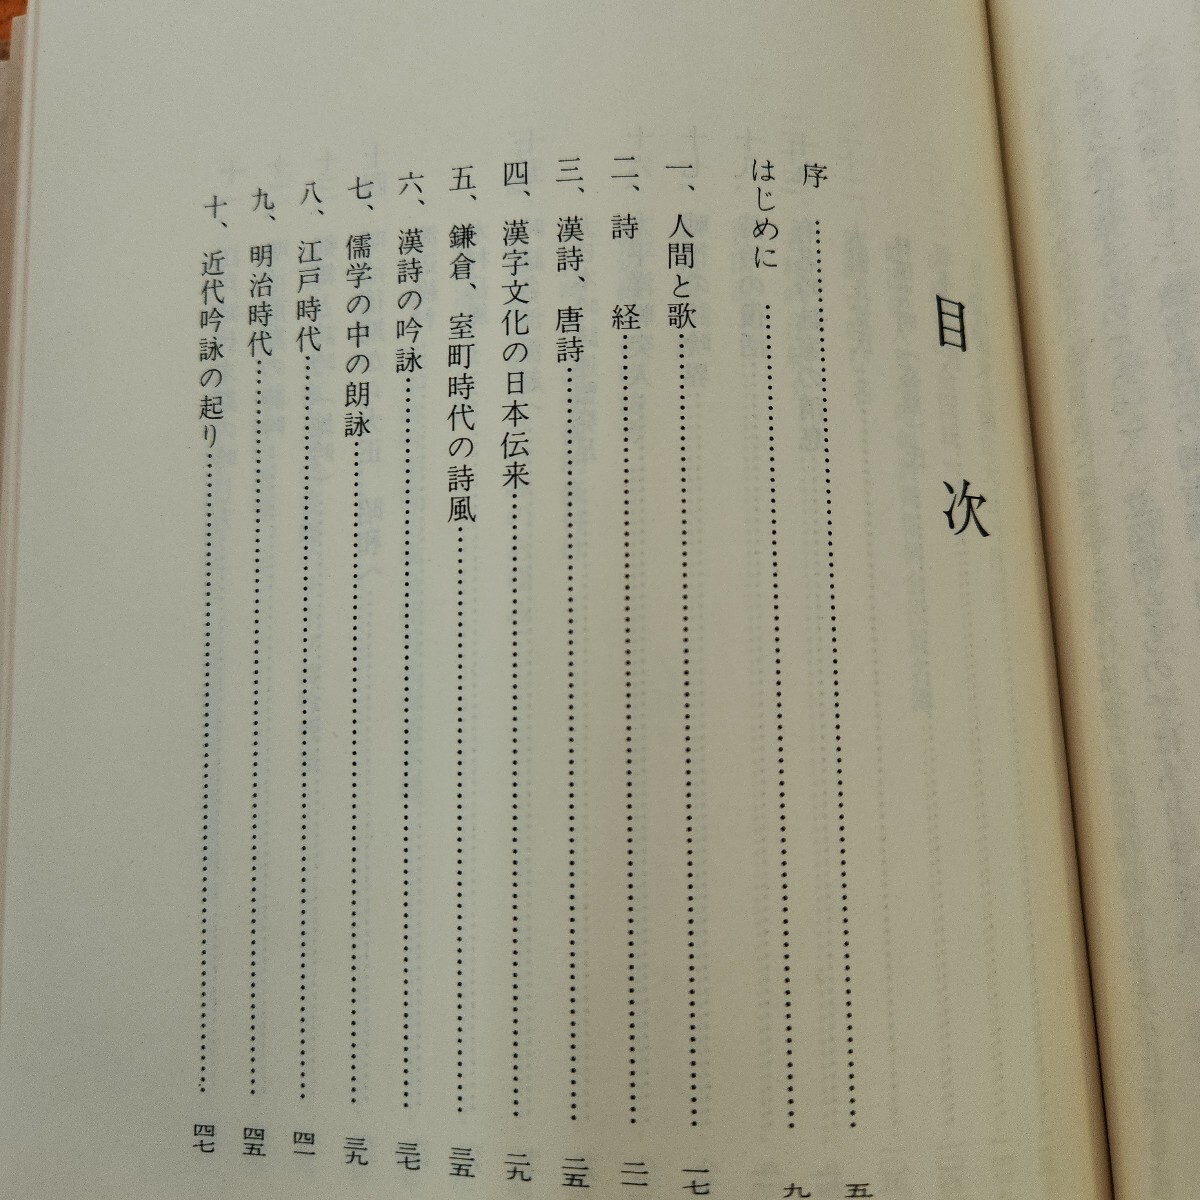 目次
序……五
はじめに……九
一、人間と歌……一七
二、詩　経……二一
三、漢詩、唐詩……二五
四、漢字文化の日本伝来……二九
五、鎌倉、室町時代の詩風……三五
六、漢詩の吟詠……三七
七、儒学の中の朗詠……三九
八、江戸時代……四一
九、明治時代……四五
十、近代吟詠の起り……四七